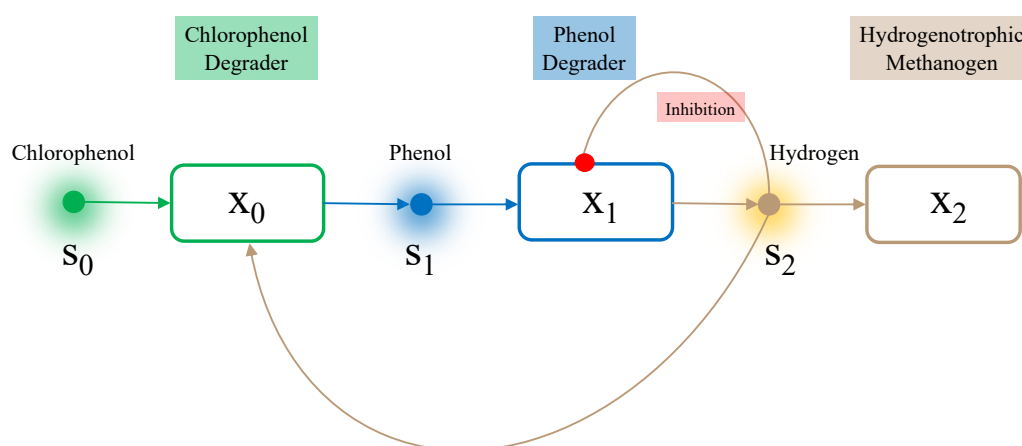 Chlorophenol
Degrader
Phenol
Degrader
Hydrogenotrophic
Methanogen
Inhibition
Chlorophenol
Phenol
Hydrogen
x0
x1
x2
s0
s1
s2